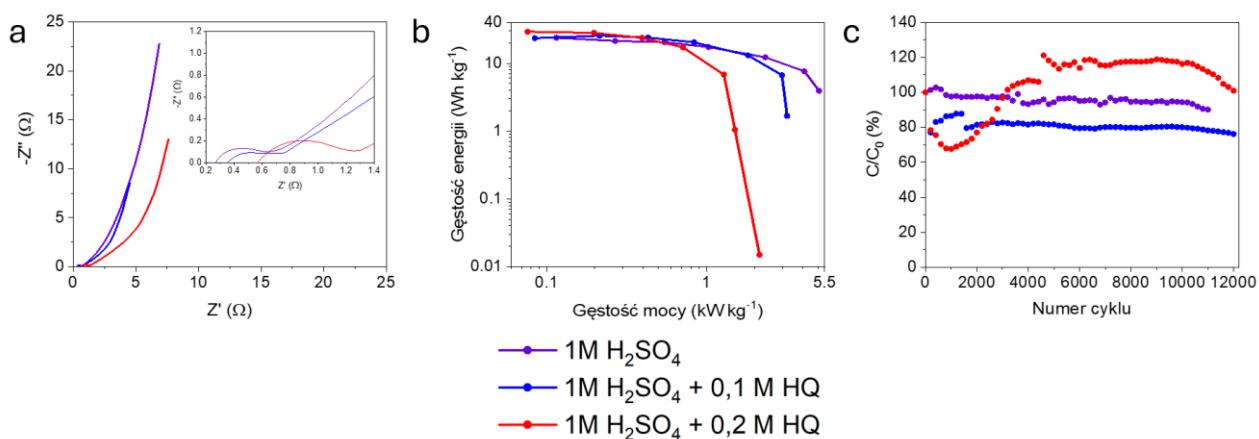 a
25
20
15
10
5
0
-Z'' (Ω)
0 5 10 15 20 25
Z' (Ω)
1.2
1.0
0.8
0.6
0.4
0.2
0.0
-Z'' (Ω)
0.2 0.4 0.6 0.8 1.0 1.2 1.4
Z' (Ω)
b
40
10
1
0.1
0.01
Gęstość energii (Wh kg⁻¹)
0.1 1 5.5
Gęstość mocy (kW kg⁻¹)
c
140
120
100
80
60
40
20
0
C/C₀ (%)
0 2000 4000 6000 8000 10000 12000
Numer cyklu
1M H₂SO₄
1M H₂SO₄ + 0,1 M HQ
1M H₂SO₄ + 0,2 M HQ